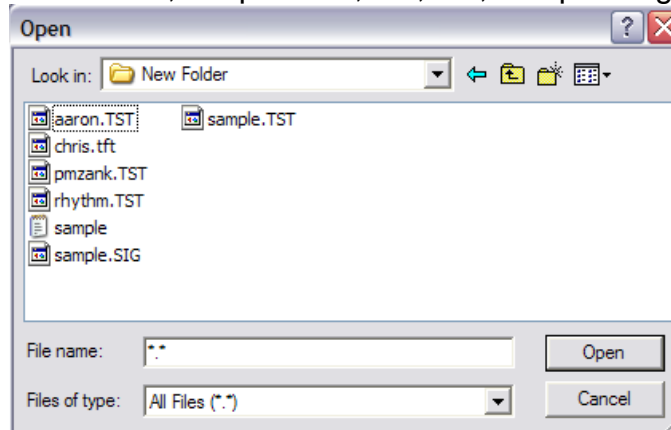 Open
Look in: New Folder
aaron.TST sample.TST
chris.tft
pmzank.TST
rhythm.TST
sample
sample.SIG
File name: *.* Open
Files of type: All Files (*.*) Cancel